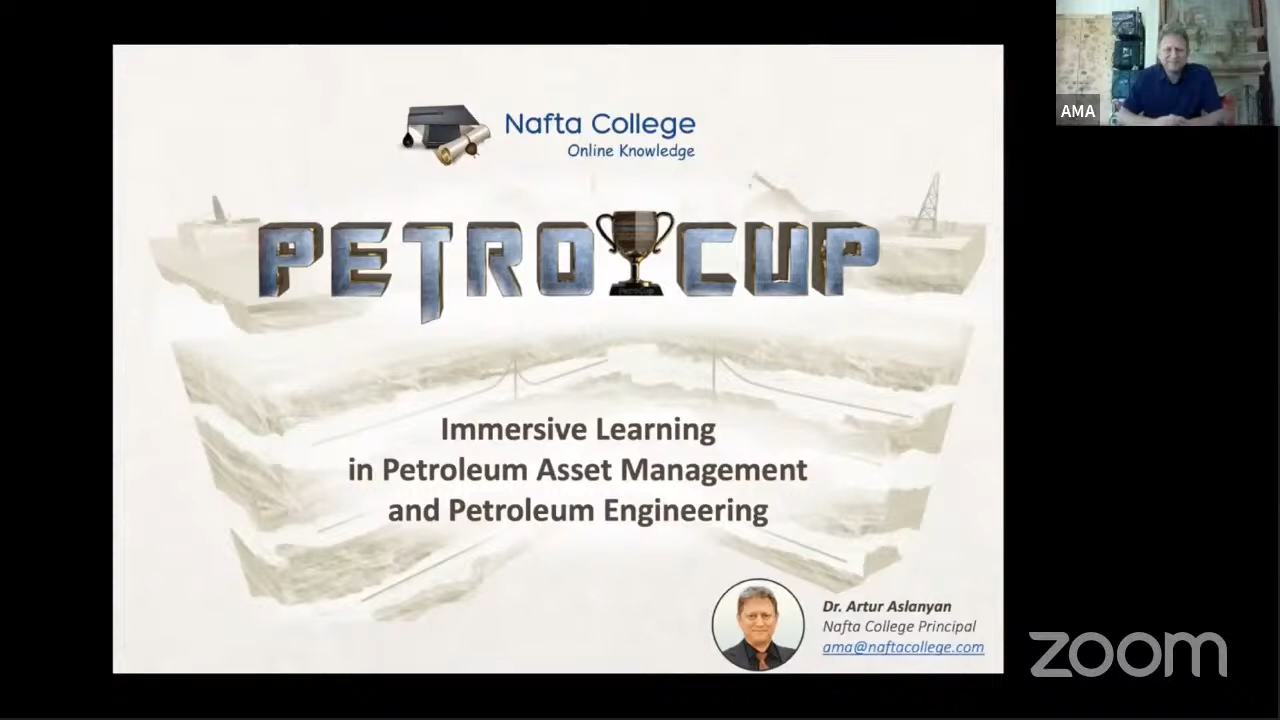 Nafta College
Online Knowledge
PETRO CUP
Immersive Learning
in Petroleum Asset Management
and Petroleum Engineering
Dr. Artur Aslanyan
Nafta College Principal
ama@naftacollege.com
AMA
zoom